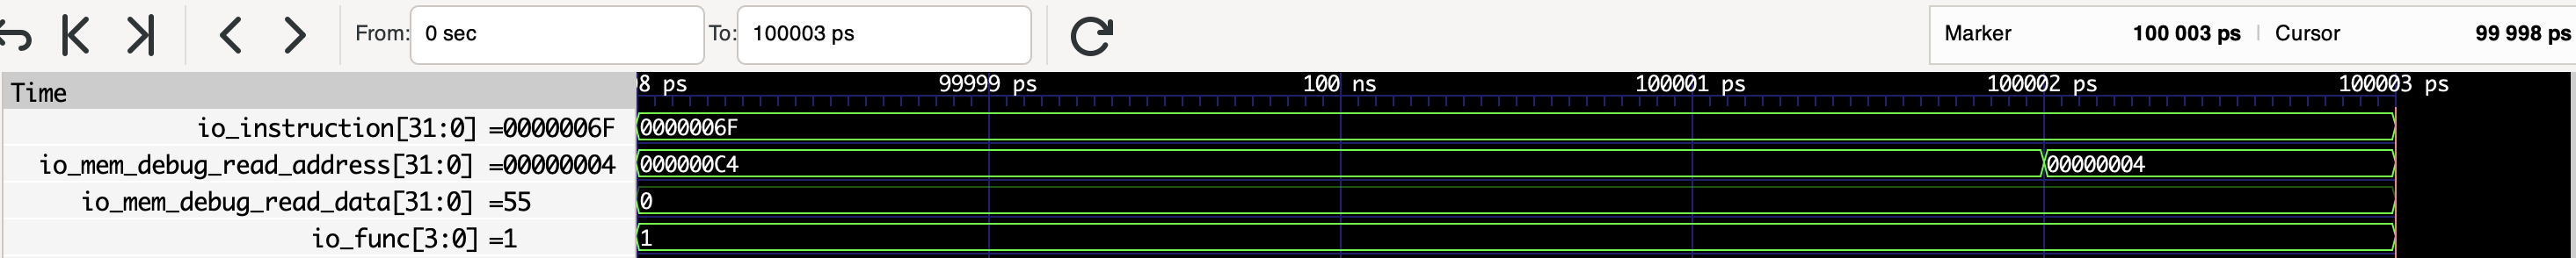 From: 0 sec To: 100003 ps Marker 100 003 ps | Cursor 99 998 ps
Time 8 ps 99999 ps 100 ns 100001 ps 100002 ps 100003 ps
io_instruction[31:0] =0000006F 0000006F
io_mem_debug_read_address[31:0] =00000004 000000C4 00000004
io_mem_debug_read_data[31:0] =55 0
io_func[3:0] =1 1